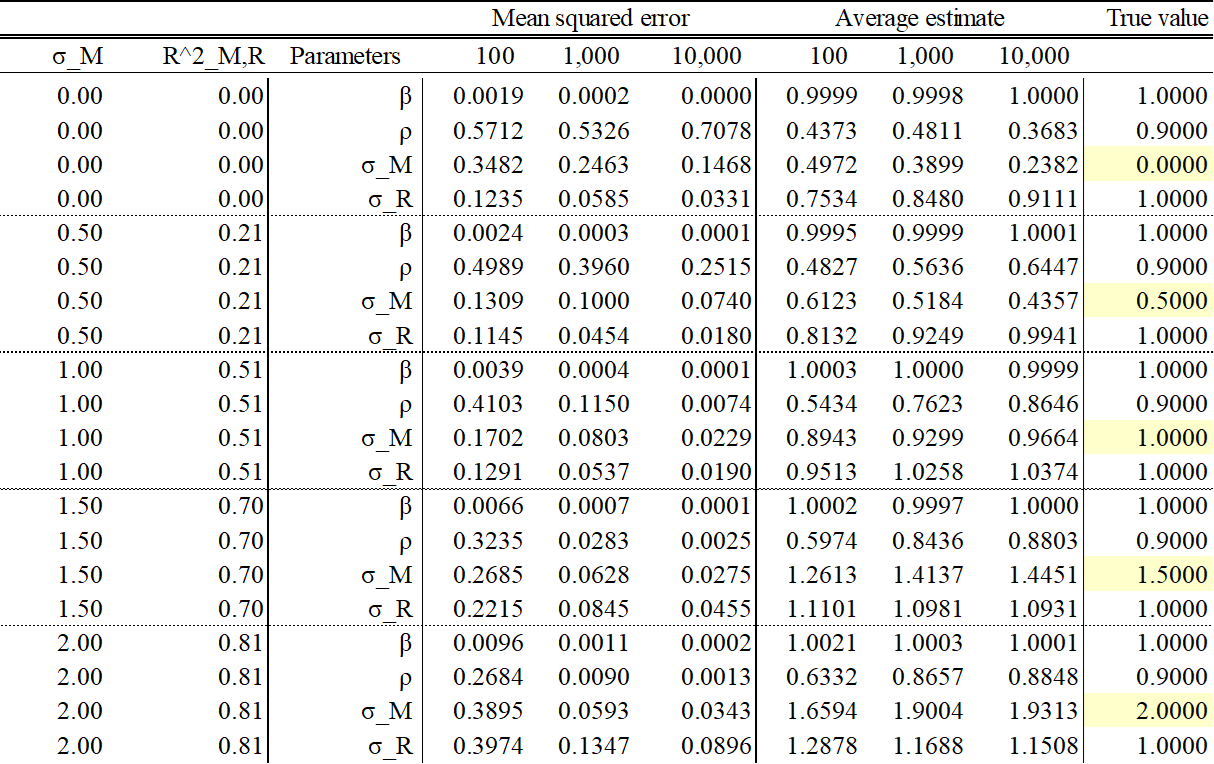 Mean squared error Average estimate True value
σ_M R^2_M,R Parameters 100 1,000 10,000 100 1,000 10,000
0.00 0.00 β 0.0019 0.0002 0.0000 0.9999 0.9998 1.0000 1.0000
0.00 0.00 ρ 0.5712 0.5326 0.7078 0.4373 0.4811 0.3683 0.9000
0.00 0.00 σ_M 0.3482 0.2463 0.1468 0.4972 0.3899 0.2382 0.0000
0.00 0.00 σ_R 0.1235 0.0585 0.0331 0.7534 0.8480 0.9111 1.0000
0.50 0.21 β 0.0024 0.0003 0.0001 0.9995 0.9999 1.0001 1.0000
0.50 0.21 ρ 0.4989 0.3960 0.2515 0.4827 0.5636 0.6447 0.9000
0.50 0.21 σ_M 0.1309 0.1000 0.0740 0.6123 0.5184 0.4357 0.5000
0.50 0.21 σ_R 0.1145 0.0454 0.0180 0.8132 0.9249 0.9941 1.0000
1.00 0.51 β 0.0039 0.0004 0.0001 1.0003 1.0000 0.9999 1.0000
1.00 0.51 ρ 0.4103 0.1150 0.0074 0.5434 0.7623 0.8646 0.9000
1.00 0.51 σ_M 0.1702 0.0803 0.0229 0.8943 0.9299 0.9664 1.0000
1.00 0.51 σ_R 0.1291 0.0537 0.0190 0.9513 1.0258 1.0374 1.0000
1.50 0.70 β 0.0066 0.0007 0.0001 1.0002 0.9997 1.0000 1.0000
1.50 0.70 ρ 0.3235 0.0283 0.0025 0.5974 0.8436 0.8803 0.9000
1.50 0.70 σ_M 0.2685 0.0628 0.0275 1.2613 1.4137 1.4451 1.5000
1.50 0.70 σ_R 0.2215 0.0845 0.0455 1.1101 1.0981 1.0931 1.0000
2.00 0.81 β 0.0096 0.0011 0.0002 1.0021 1.0003 1.0001 1.0000
2.00 0.81 ρ 0.2684 0.0090 0.0013 0.6332 0.8657 0.8848 0.9000
2.00 0.81 σ_M 0.3895 0.0593 0.0343 1.6594 1.9004 1.9313 2.0000
2.00 0.81 σ_R 0.3974 0.1347 0.0896 1.2878 1.1688 1.1508 1.0000